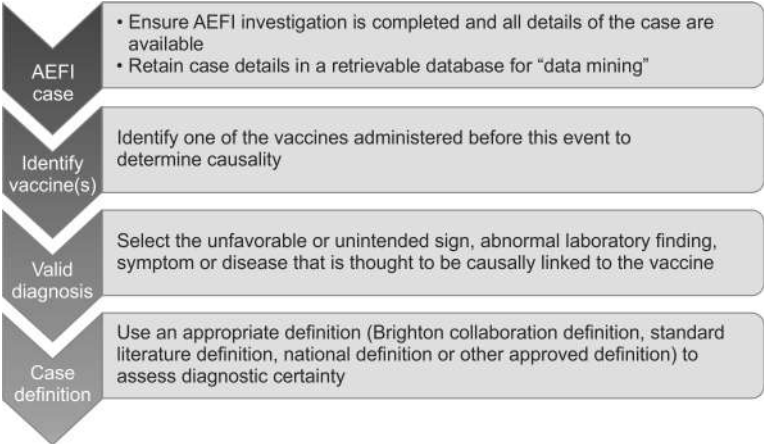 AEFI
case
• Ensure AEFI investigation is completed and all details of the case are
available
• Retain case details in a retrievable database for “data mining”
Identify
vaccine(s)
Identify one of the vaccines administered before this event to
determine causality
Valid
diagnosis
Select the unfavorable or unintended sign, abnormal laboratory finding,
symptom or disease that is thought to be causally linked to the vaccine
Case
definition
Use an appropriate definition (Brighton collaboration definition, standard
literature definition, national definition or other approved definition) to
assess diagnostic certainty